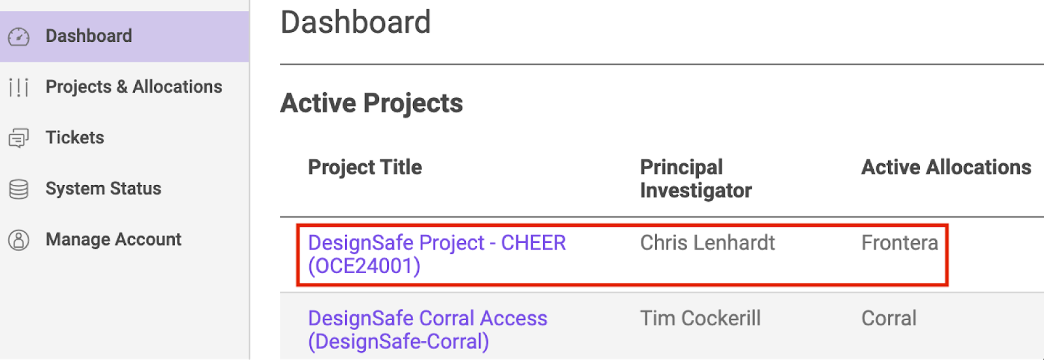 Dashboard
Projects & Allocations
Tickets
System Status
Manage Account
Dashboard
Active Projects
Project Title
Principal
Investigator
Active Allocations
DesignSafe Project - CHEER
(OCE24001)
Chris Lenhardt
Frontera
DesignSafe Corral Access
(DesignSafe-Corral)
Tim Cockerill
Corral